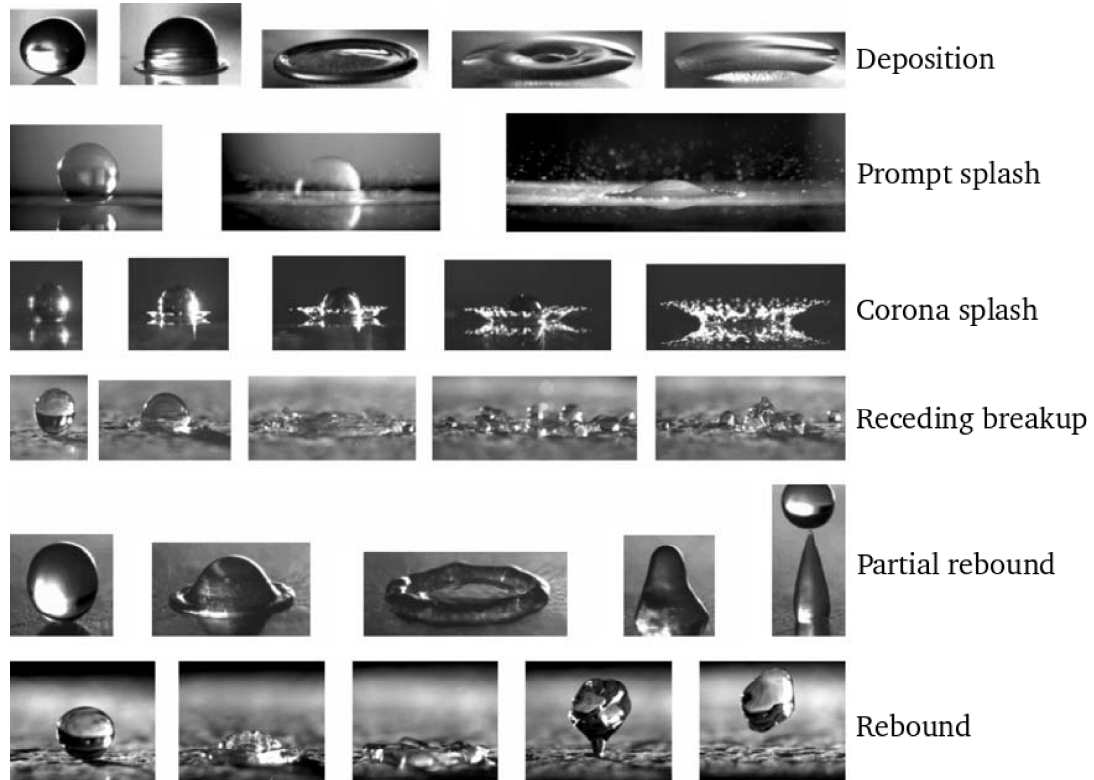 Deposition
Prompt splash
Corona splash
Receding breakup
Partial rebound
Rebound